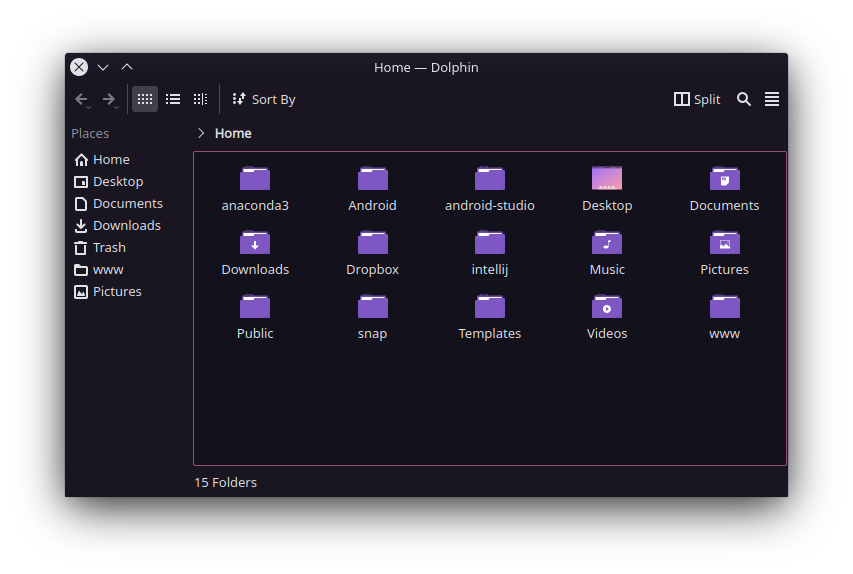 Home — Dolphin
Sort By Split
Places Home
Home
Desktop
Documents
Downloads
Trash
www
Pictures
anaconda3 Android android-studio Desktop Documents
Downloads Dropbox intellij Music Pictures
Public snap Templates Videos www
15 Folders